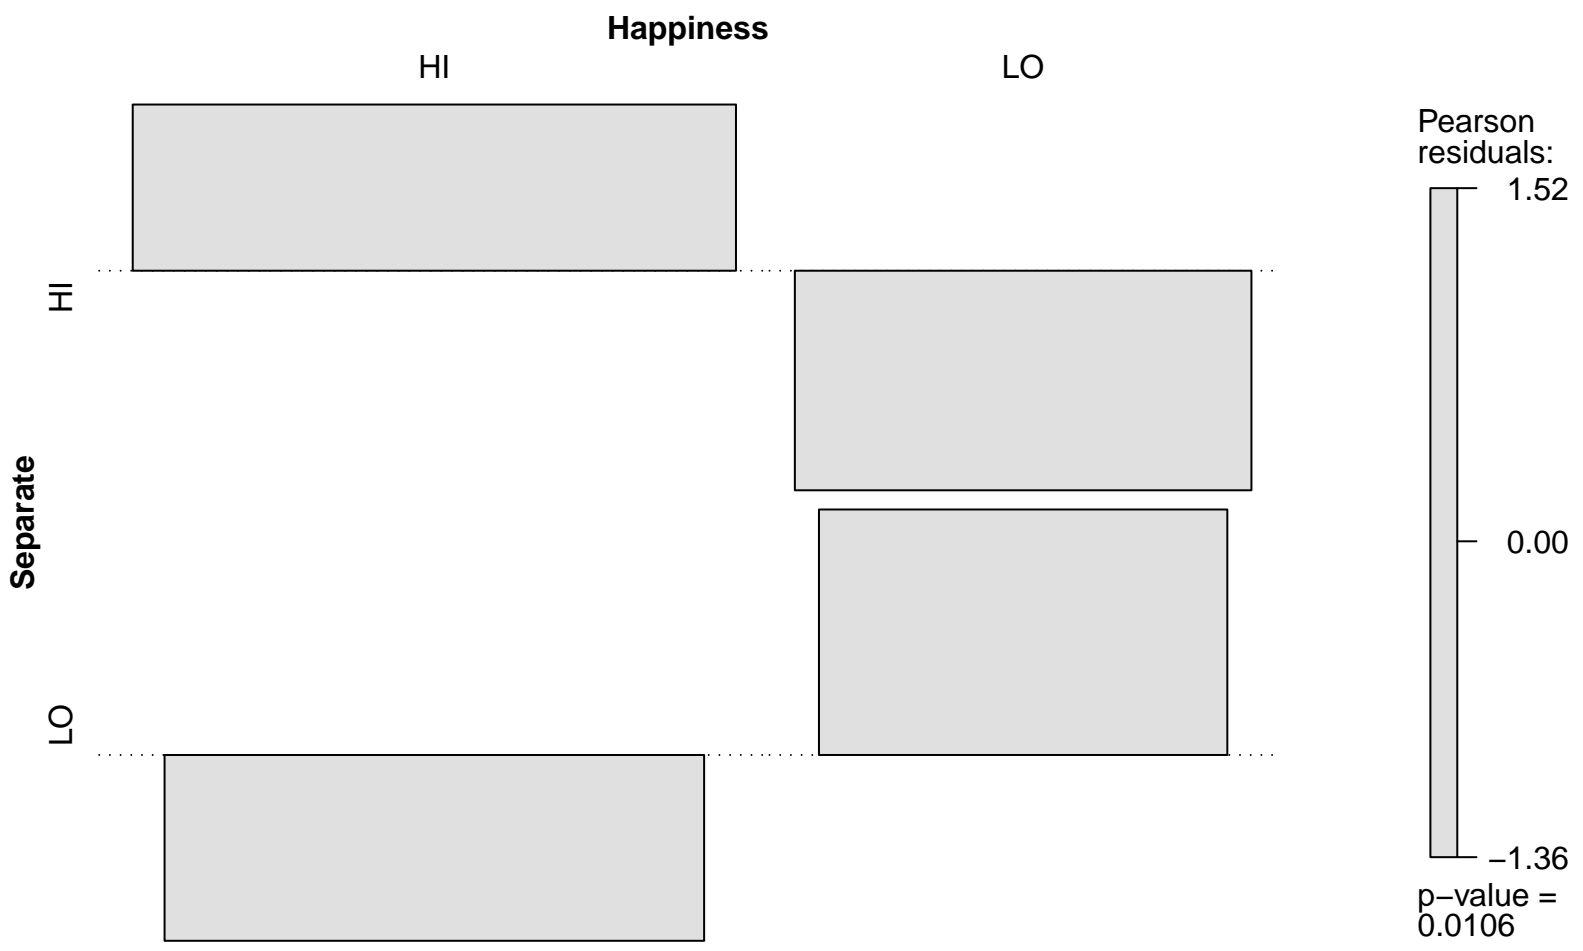 Happiness
HI
LO
Separate
HI
LO
Pearson
residuals:
1.52
0.00
−1.36
p−value =
0.0106